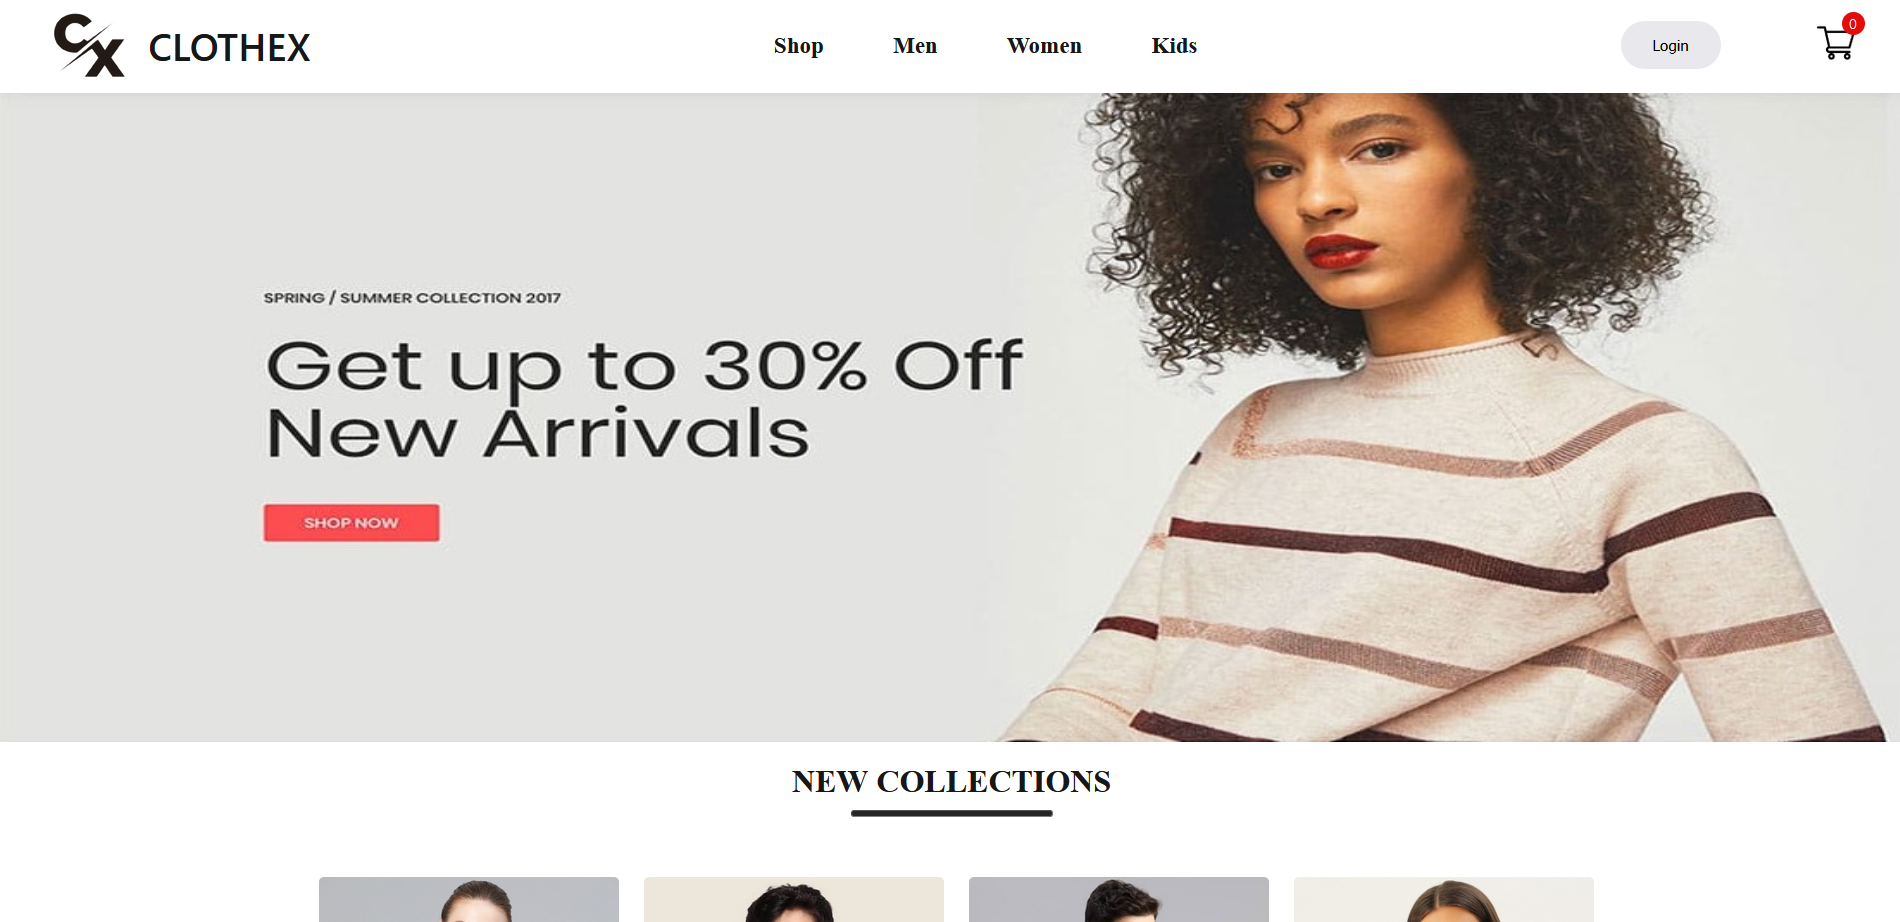 CX CLOTHEX
Shop Men Women Kids
Login
0
SPRING / SUMMER COLLECTION 2017
Get up to 30% Off
New Arrivals
SHOP NOW
NEW COLLECTIONS